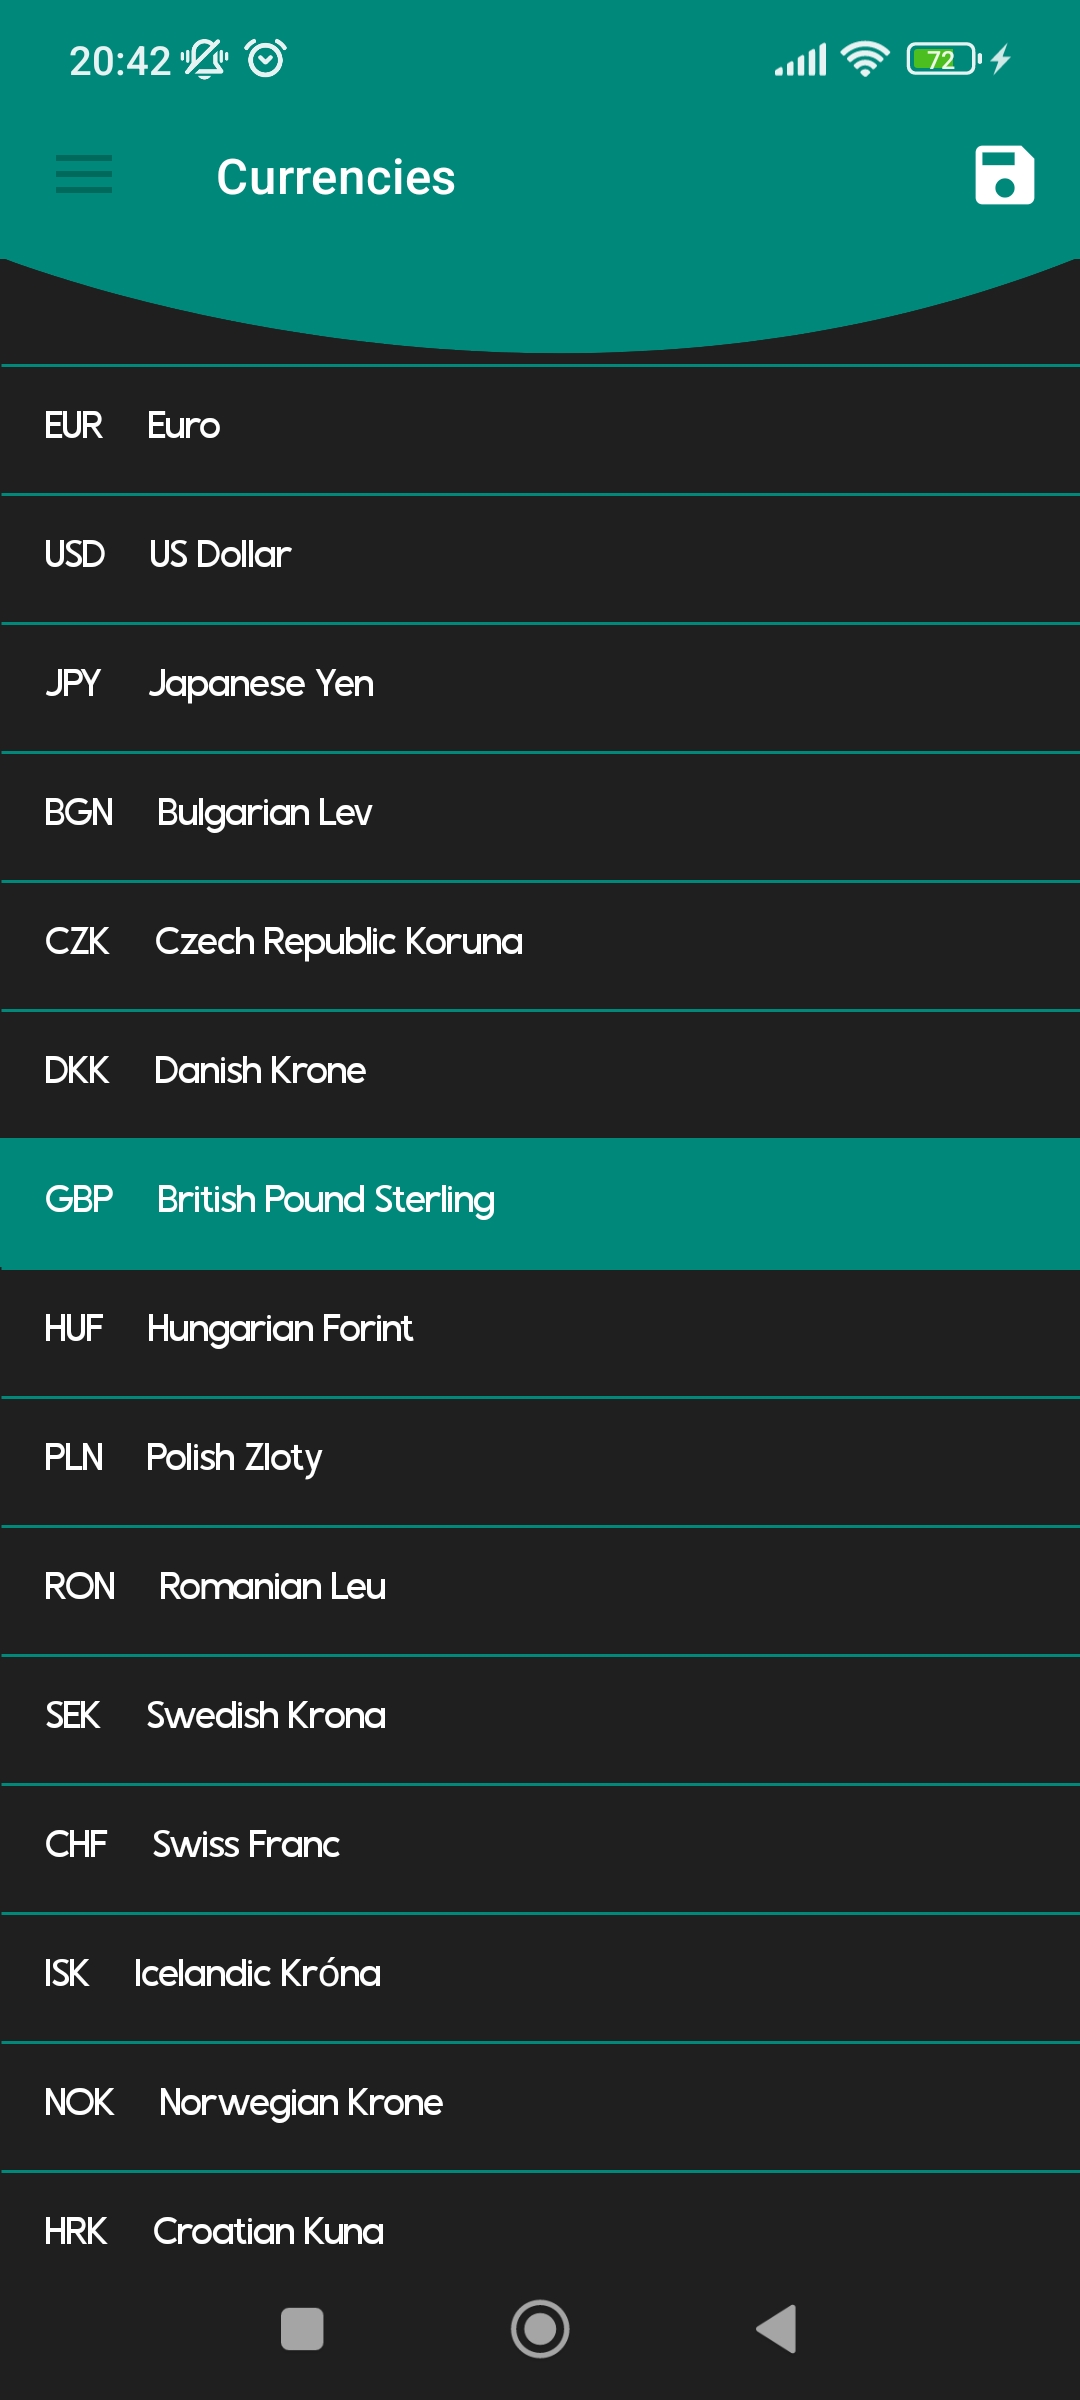 20:42
72
Currencies
EUR Euro
USD US Dollar
JPY Japanese Yen
BGN Bulgarian Lev
CZK Czech Republic Koruna
DKK Danish Krone
GBP British Pound Sterling
HUF Hungarian Forint
PLN Polish Zloty
RON Romanian Leu
SEK Swedish Krona
CHF Swiss Franc
ISK Icelandic Króna
NOK Norwegian Krone
HRK Croatian Kuna